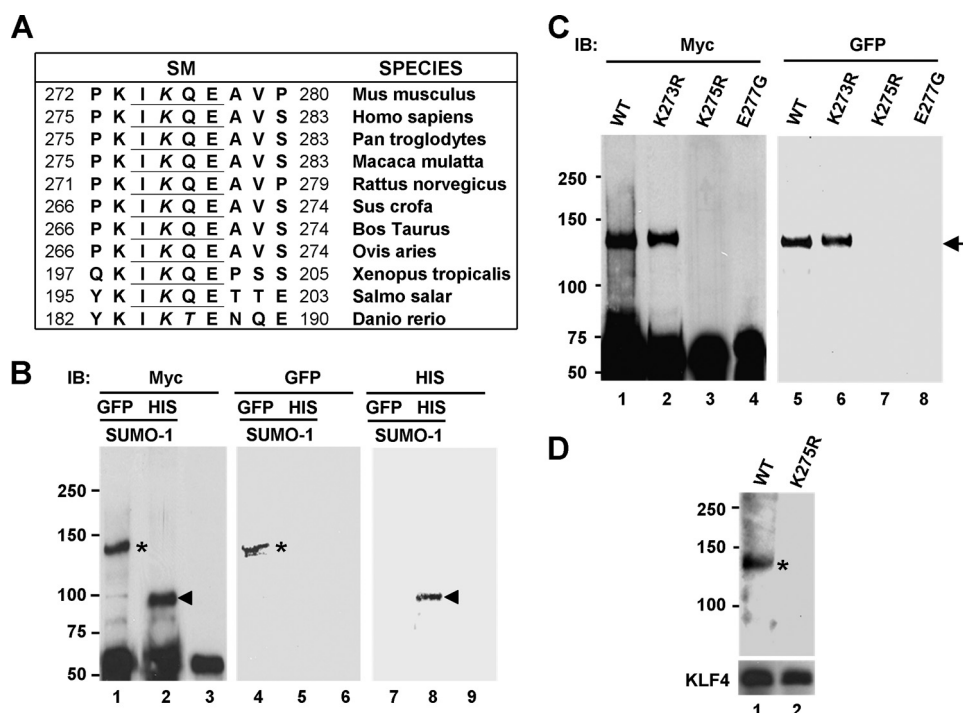 A
SM SPECIES
272 P K I K Q E A V P 280 Mus musculus
275 P K I K Q E A V S 283 Homo sapiens
275 P K I K Q E A V S 283 Pan troglodytes
275 P K I K Q E A V S 283 Macaca mulatta
271 P K I K Q E A V P 279 Rattus norvegicus
266 P K I K Q E A V S 274 Sus crofa
266 P K I K Q E A V S 274 Bos Taurus
266 P K I K Q E A V S 274 Ovis aries
197 Q K I K Q E P S S 205 Xenopus tropicalis
195 Y K I K Q E T T E 203 Salmo salar
182 Y K I K T E N Q E 190 Danio rerio
B
IB: Myc GFP HIS
GFP HIS GFP HIS GFP HIS
SUMO-1 SUMO-1 SUMO-1
250
150
* *
100
75
50
1 2 3 4 5 6 7 8 9
C
IB: Myc GFP
WT K273R K275R E277G WT K273R K275R E277G
250
150
100
75
50
1 2 3 4 5 6 7 8
D
WT K275R
250
150
*
100
KLF4
1 2